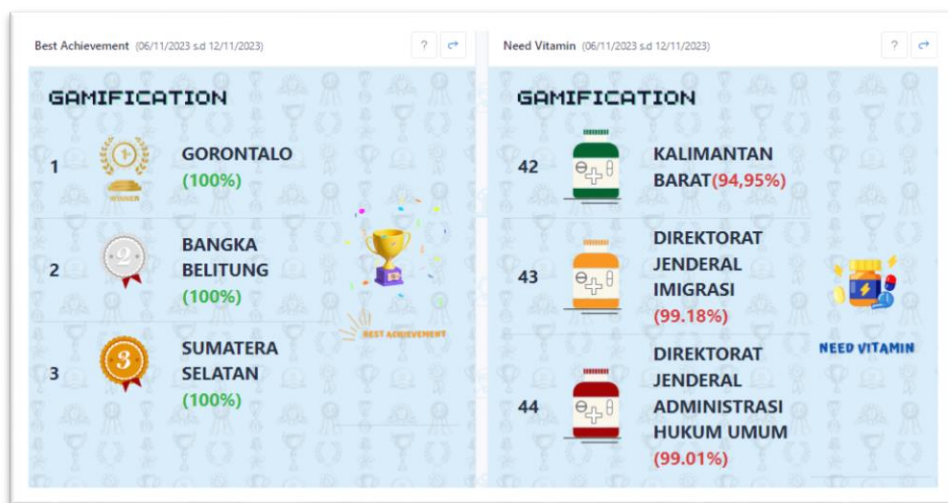 Best Achievement (06/11/2023 s.d 12/11/2023)
?
GAMIFICATION
1
WINNER
GORONTALO
(100%)
2
2
BANGKA
BELITUNG
(100%)
3
3
SUMATERA
SELATAN
(100%)
BEST ACHIEVEMENT
Need Vitamin (06/11/2023 s.d 12/11/2023)
?
GAMIFICATION
42
KALIMANTAN
BARAT(94,95%)
43
DIREKTORAT
JENDERAL
IMIGRASI
(99.18%)
44
DIREKTORAT
JENDERAL
ADMINISTRASI
HUKUM UMUM
(99.01%)
NEED VITAMIN